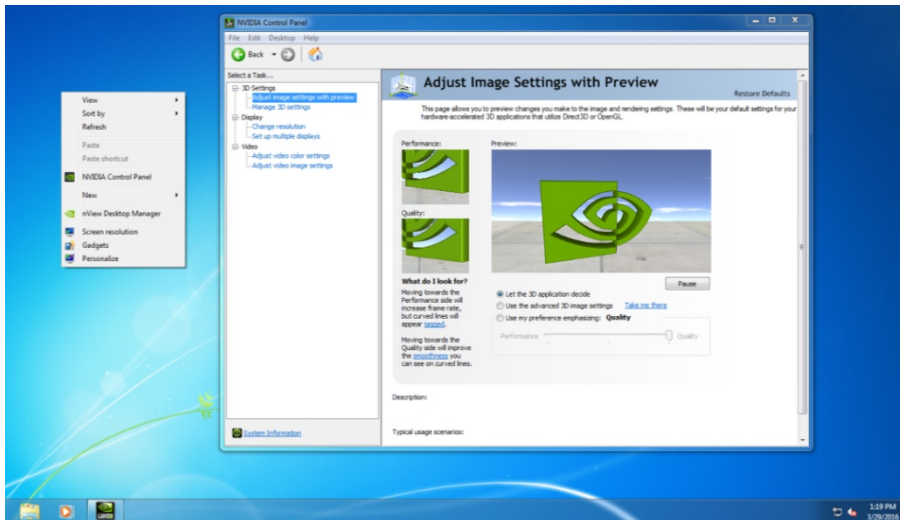 NVIDIA Control Panel
File Edit Desktop Help
Back
Select a Task...
3D Settings
Adjust image settings with preview
Manage 3D settings
Display
Change resolution
Set up multiple displays
Video
Adjust video color settings
Adjust video image settings
System Information
View
Sort by
Refresh
Paste
Paste shortcut
NVIDIA Control Panel
New
nView Desktop Manager
Screen resolution
Gadgets
Personalize
Adjust Image Settings with Preview
Restore Defaults
This page allows you to preview changes you make to the image and rendering settings. These will be your default settings for your
hardware-accelerated 3D applications that utilize Direct3D or OpenGL.
Performance:
Preview:
Quality:
What do I look for?
Moving towards the
Performance side will
increase frame rate,
but curved lines will
appear jagged.
Moving towards the
Quality side will improve
the smoothness you
can see on curved lines.
Pause
Let the 3D application decide
Use the advanced 3D image settings Take me there
Use my preference emphasizing: Quality
Performance Quality
Description:
Typical usage scenarios:
1:19 PM
3/29/2016